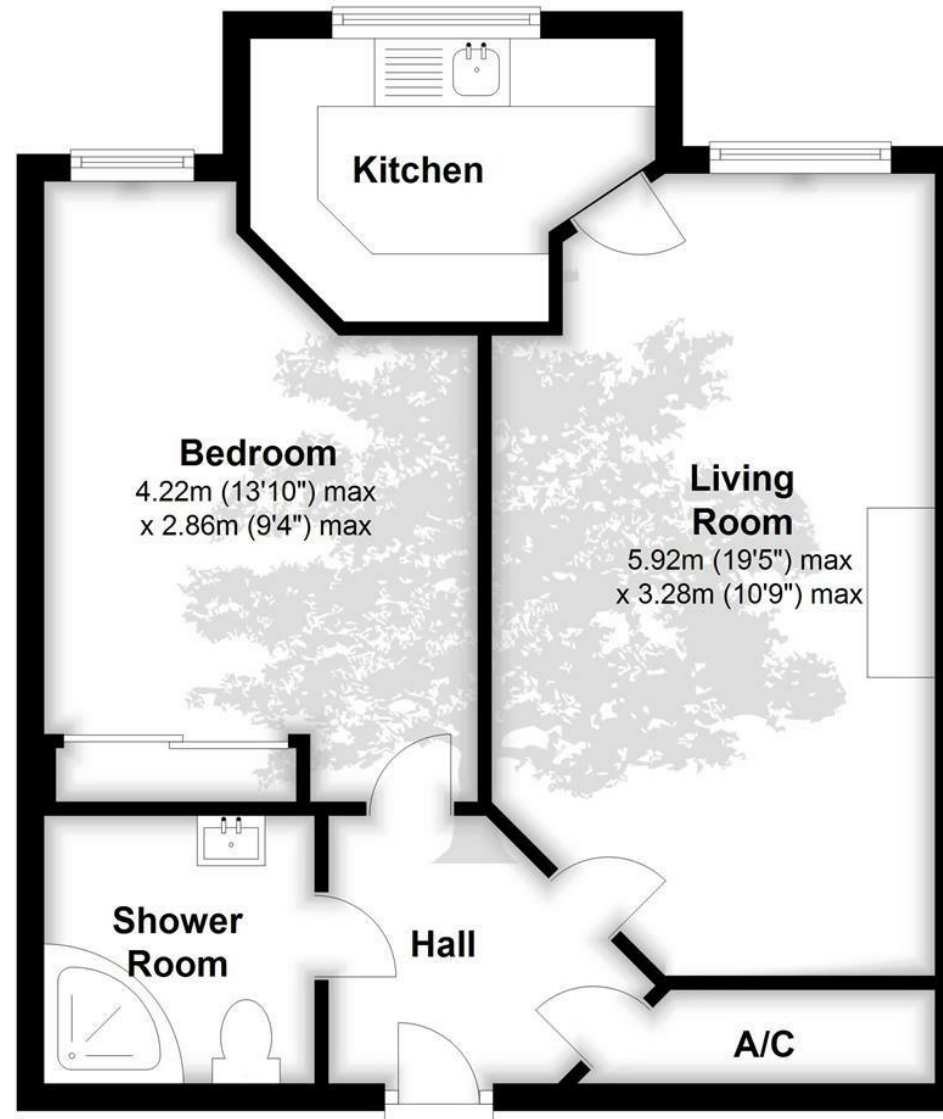 Kitchen
Bedroom
4.22m (13'10") max
x 2.86m (9'4") max
Living
Room
5.92m (19'5") max
x 3.28m (10'9") max
Shower
Room
Hall
A/C